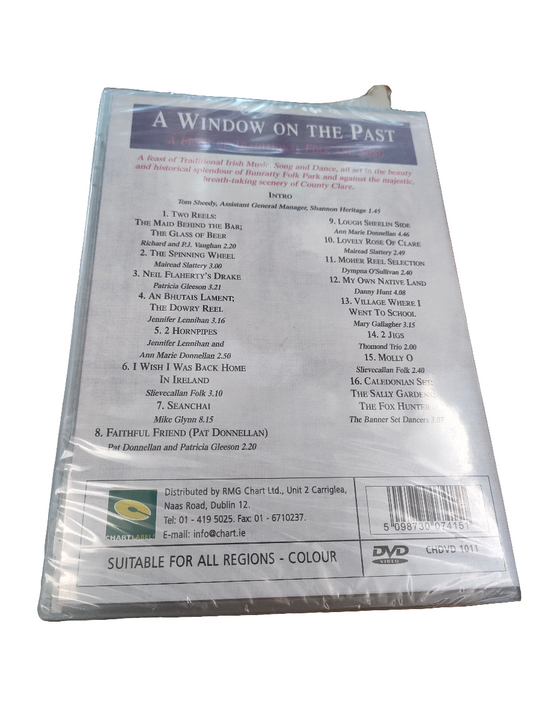 A WINDOW ON THE PAST
A feast of Traditional Irish Music, Song and Dance, all set in the beauty
and historical splendour of Bunratty Folk Park and against the majestic,
breath-taking scenery of County Clare.
INTRO
Tom Sheedy, Assistant General Manager, Shannon Heritage 1.45
1. TWO REELS:
THE MAID BEHIND THE BAR;
THE GLASS OF BEER
Richard and P.J. Vaughan 2.20
2. THE SPINNING WHEEL
Mairead Slattery 3.00
3. NEIL FLAHERTY'S DRAKE
Patricia Gleeson 3.21
4. AN BHUTAIS LAMENT;
THE DOWRY REEL
Jennifer Lennihan 3.16
5. 2 HORNPIPES
Jennifer Lennihan and
Ann Marie Donnellan 2.50
6. I WISH I WAS BACK HOME
IN IRELAND
Slievecallan Folk 3.10
7. SEANCHAI
Mike Glynn 8.15
8. FAITHFUL FRIEND (PAT DONNELLAN)
Pat Donnellan and Patricia Gleeson 2.20
9. LOUGH SHEELIN SIDE
Ann Marie Donnellan 4.46
10. LOVELY ROSE OF CLARE
Mairead Slattery 2.49
11. MOHER REEL SELECTION
Dympna O'Sullivan 2.40
12. MY OWN NATIVE LAND
Danny Hunt 4.08
13. VILLAGE WHERE I
WENT TO SCHOOL
Mary Gallagher 3.15
14. 2 JIGS
Thomond Trio 2.00
15. MOLLY O
Slievecallan Folk 2.40
16. CALEDONIAN SET:
THE SALLY GARDENS
THE FOX HUNTER
The Banner Set Dancers 3.07
CHART LABEL
Distributed by RMG Chart Ltd., Unit 2 Carriglea,
Naas Road, Dublin 12.
Tel: 01 - 419 5025. Fax: 01 - 6710237.
E-mail: info@chart.ie
5 098730 074151
SUITABLE FOR ALL REGIONS - COLOUR
DVD
VIDEO
CHDVD 1011